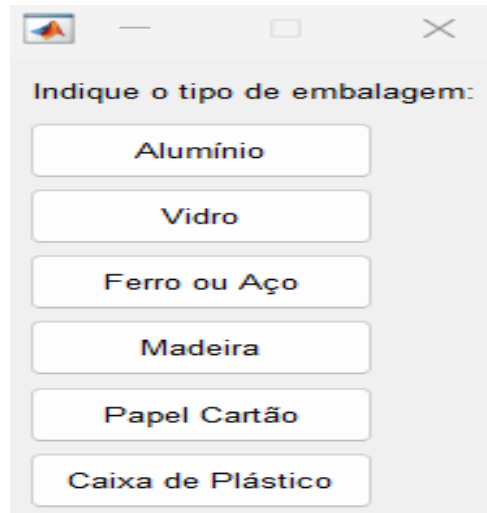 Indique o tipo de embalagem:
Alumínio
Vidro
Ferro ou Aço
Madeira
Papel Cartão
Caixa de Plástico